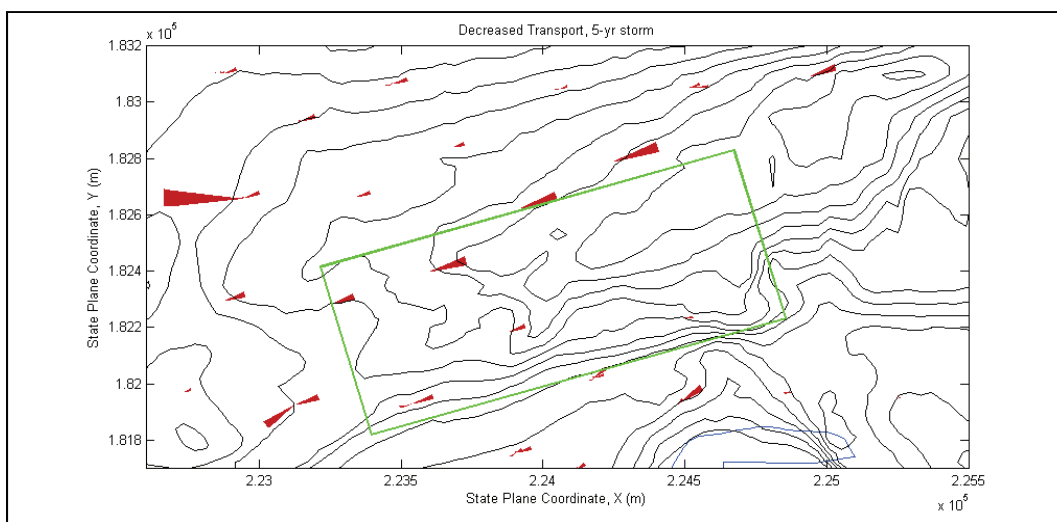 Decreased Transport, 5-yr storm
x 10^5
1.832
1.83
1.828
1.826
1.824
1.822
1.82
1.818
State Plane Coordinate, Y (m)
2.23
2.235
2.24
2.245
2.25
2.255
State Plane Coordinate, X (m)
x 10^5